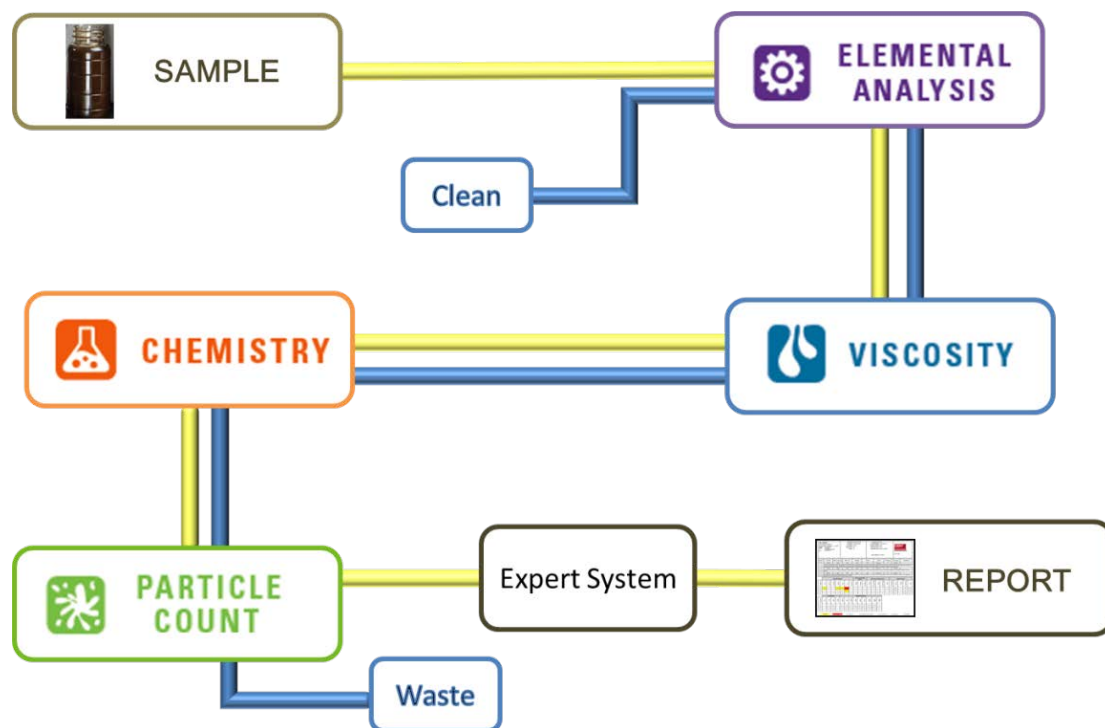 SAMPLE
ELEMENTAL
ANALYSIS
Clean
CHEMISTRY
VISCOSITY
PARTICLE
COUNT
Expert System
REPORT
Waste